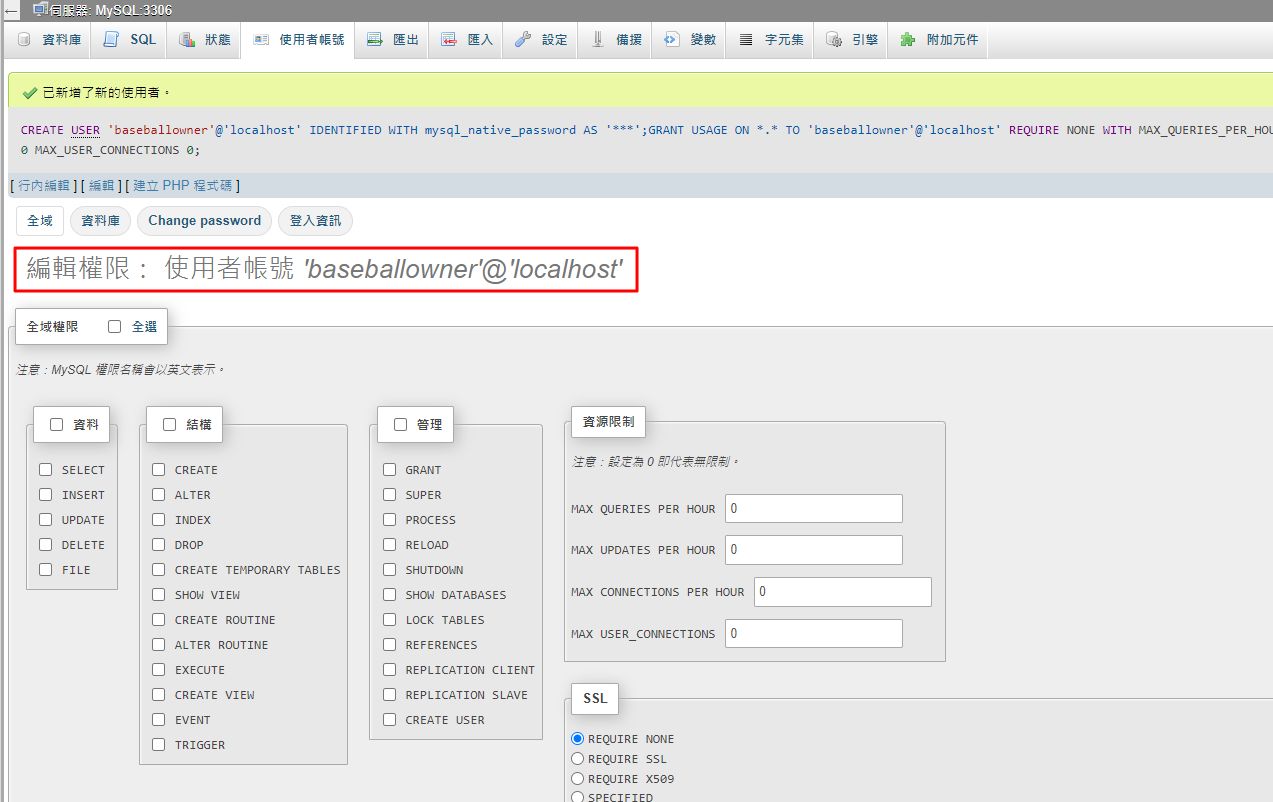 伺服器: MySQL:3306
資料庫 SQL 狀態 使用者帳號 匯出 匯入 設定 備援 變數 字元集 引擎 附加元件
已新增了新的使用者。
CREATE USER 'baseballowner'@'localhost' IDENTIFIED WITH mysql_native_password AS '***';GRANT USAGE ON *.* TO 'baseballowner'@'localhost' REQUIRE NONE WITH MAX_QUERIES_PER_HOU
0 MAX_USER_CONNECTIONS 0;
[ 行內編輯 ] [ 編輯 ] [ 建立 PHP 程式碼 ]
全域 資料庫 Change password 登入資訊
編輯權限： 使用者帳號 'baseballowner'@'localhost'
全域權限 全選
注意：MySQL 權限名稱會以英文表示。
資料
SELECT
INSERT
UPDATE
DELETE
FILE
結構
CREATE
ALTER
INDEX
DROP
CREATE TEMPORARY TABLES
SHOW VIEW
CREATE ROUTINE
ALTER ROUTINE
EXECUTE
CREATE VIEW
EVENT
TRIGGER
管理
GRANT
SUPER
PROCESS
RELOAD
SHUTDOWN
SHOW DATABASES
LOCK TABLES
REFERENCES
REPLICATION CLIENT
REPLICATION SLAVE
CREATE USER
資源限制
注意：設定為 0 即代表無限制。
MAX QUERIES PER HOUR 0
MAX UPDATES PER HOUR 0
MAX CONNECTIONS PER HOUR 0
MAX USER_CONNECTIONS 0
SSL
REQUIRE NONE
REQUIRE SSL
REQUIRE X509
SPECIFIED